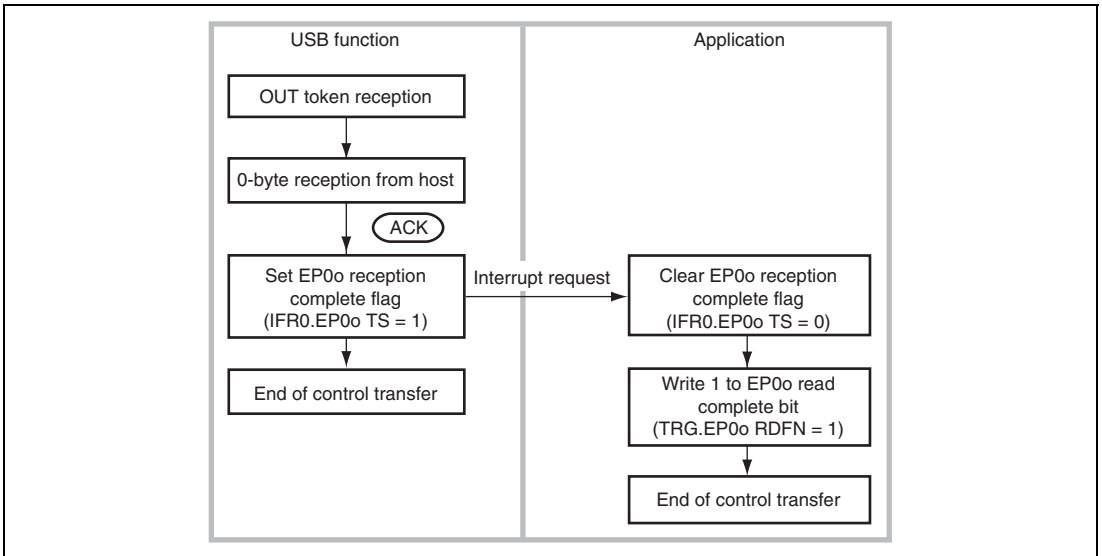 USB function
Application
OUT token reception
0-byte reception from host
ACK
Set EP0o reception
complete flag
(IFR0.EP0o TS = 1)
Interrupt request
Clear EP0o reception
complete flag
(IFR0.EP0o TS = 0)
End of control transfer
Write 1 to EP0o read
complete bit
(TRG.EP0o RDFN = 1)
End of control transfer